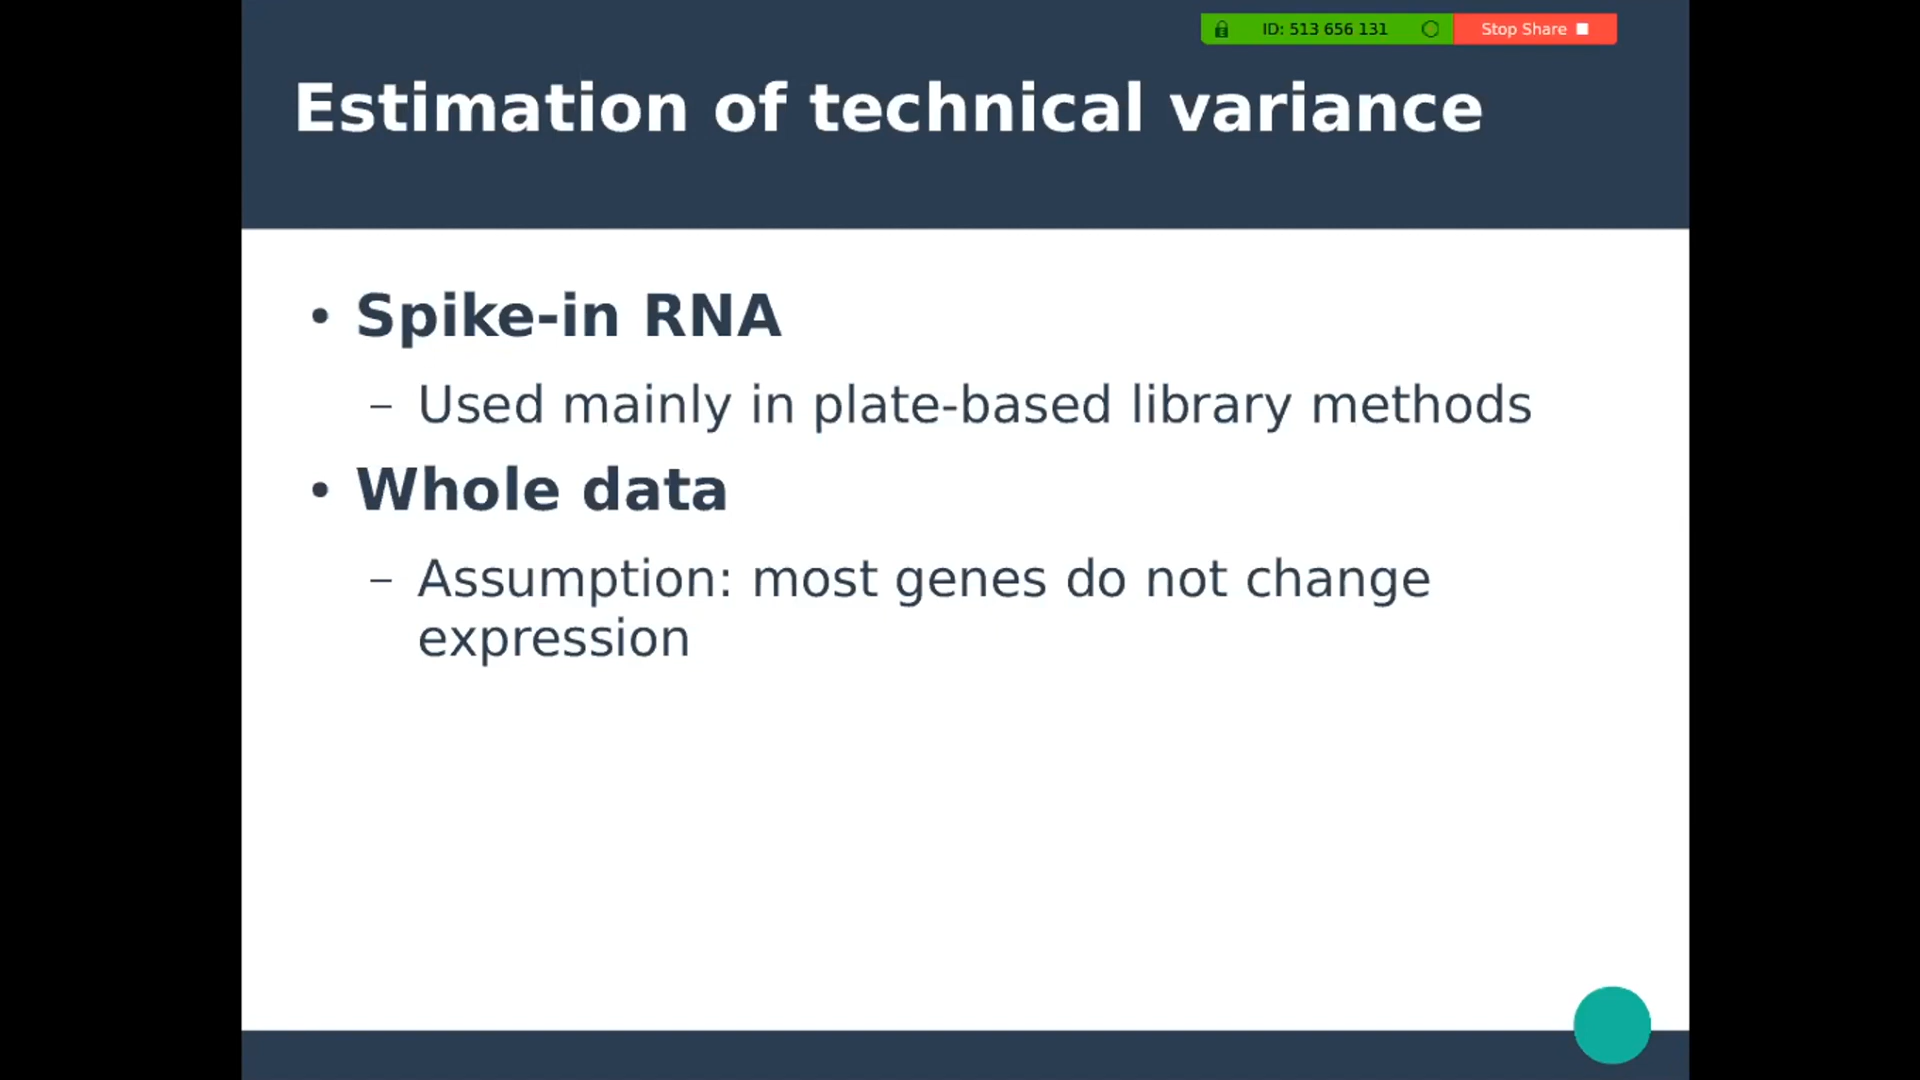 ID: 513 656 131 Stop Share
Estimation of technical variance
• Spike-in RNA
– Used mainly in plate-based library methods
• Whole data
– Assumption: most genes do not change
expression